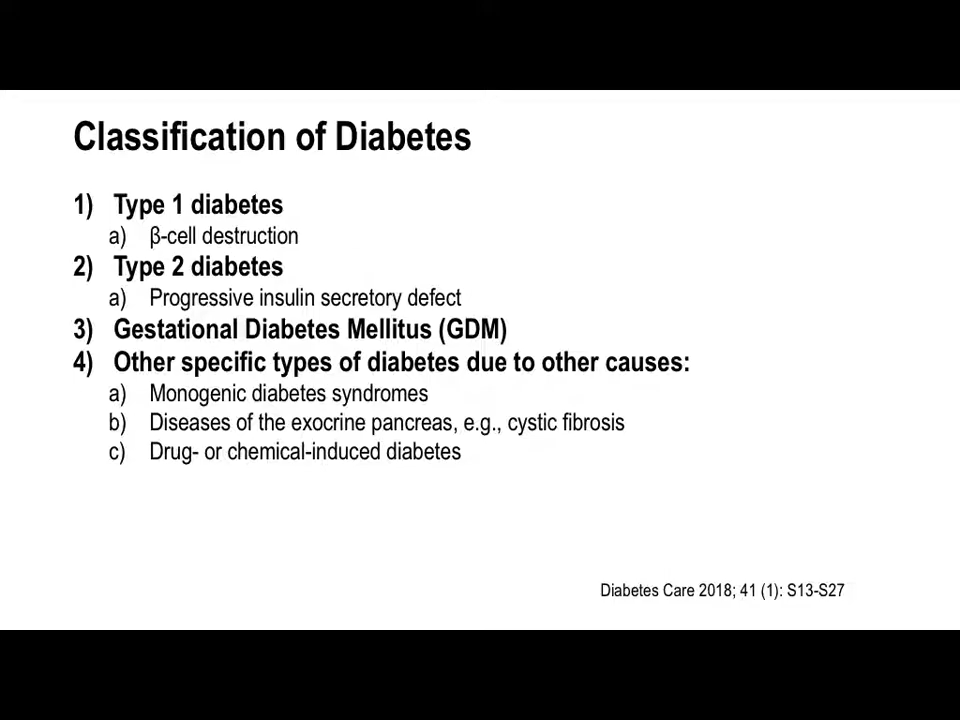 Classification of Diabetes
1) Type 1 diabetes
a) β-cell destruction
2) Type 2 diabetes
a) Progressive insulin secretory defect
3) Gestational Diabetes Mellitus (GDM)
4) Other specific types of diabetes due to other causes:
a) Monogenic diabetes syndromes
b) Diseases of the exocrine pancreas, e.g., cystic fibrosis
c) Drug- or chemical-induced diabetes
Diabetes Care 2018; 41 (1): S13-S27